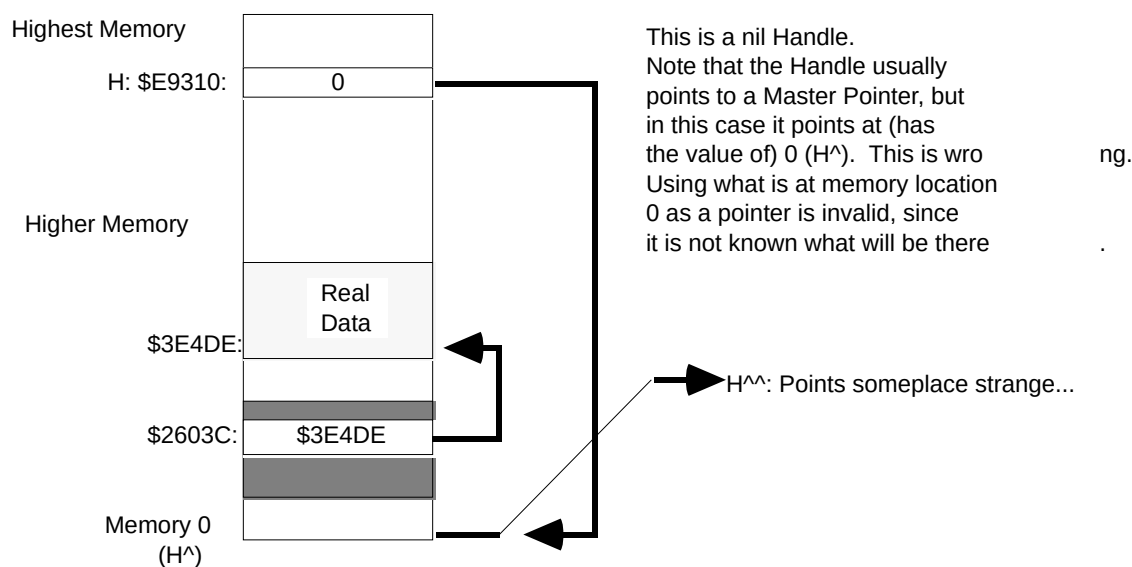 Highest Memory
H: $E9310:
0
Higher Memory
Real
Data
$3E4DE:
$2603C:
$3E4DE
Memory 0
(H^)
This is a nil Handle.
Note that the Handle usually
points to a Master Pointer, but
in this case it points at (has
the value of) 0 (H^).  This is wro ng.
Using what is at memory location
0 as a pointer is invalid, since
it is not known what will be there .
H^^: Points someplace strange...